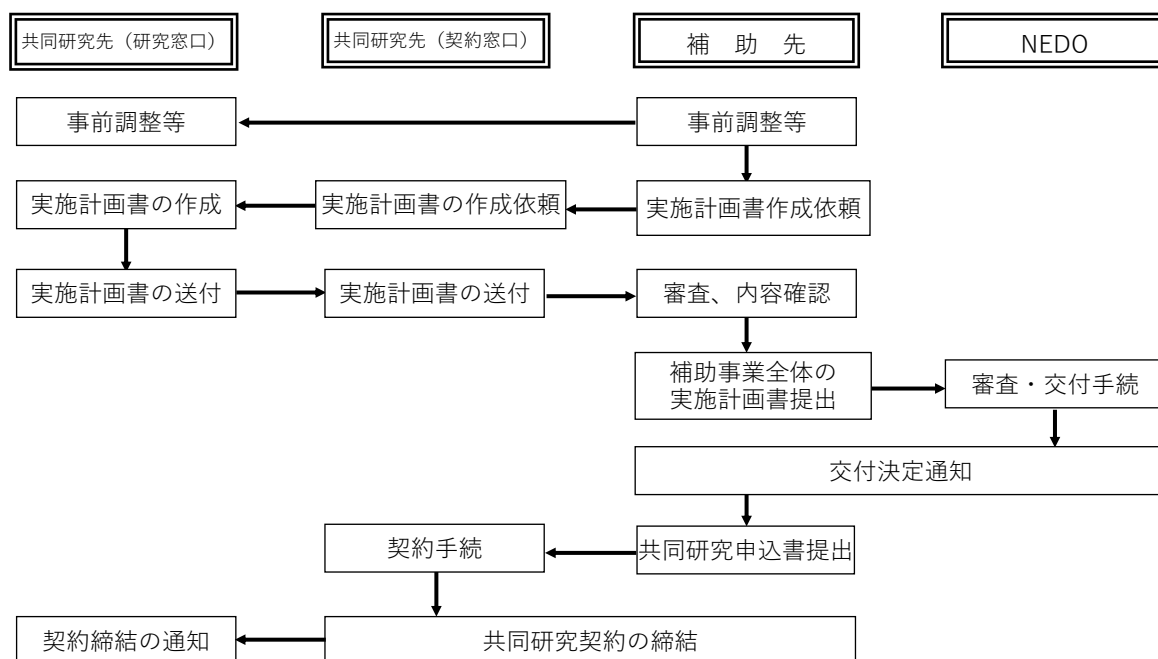 共同研究先（研究窓口）
共同研究先（契約窓口）
補　助　先
NEDO
事前調整等
事前調整等
実施計画書の作成
実施計画書の作成依頼
実施計画書作成依頼
実施計画書の送付
実施計画書の送付
審査、内容確認
補助事業全体の
実施計画書提出
審査・交付手続
交付決定通知
契約手続
共同研究申込書提出
契約締結の通知
共同研究契約の締結